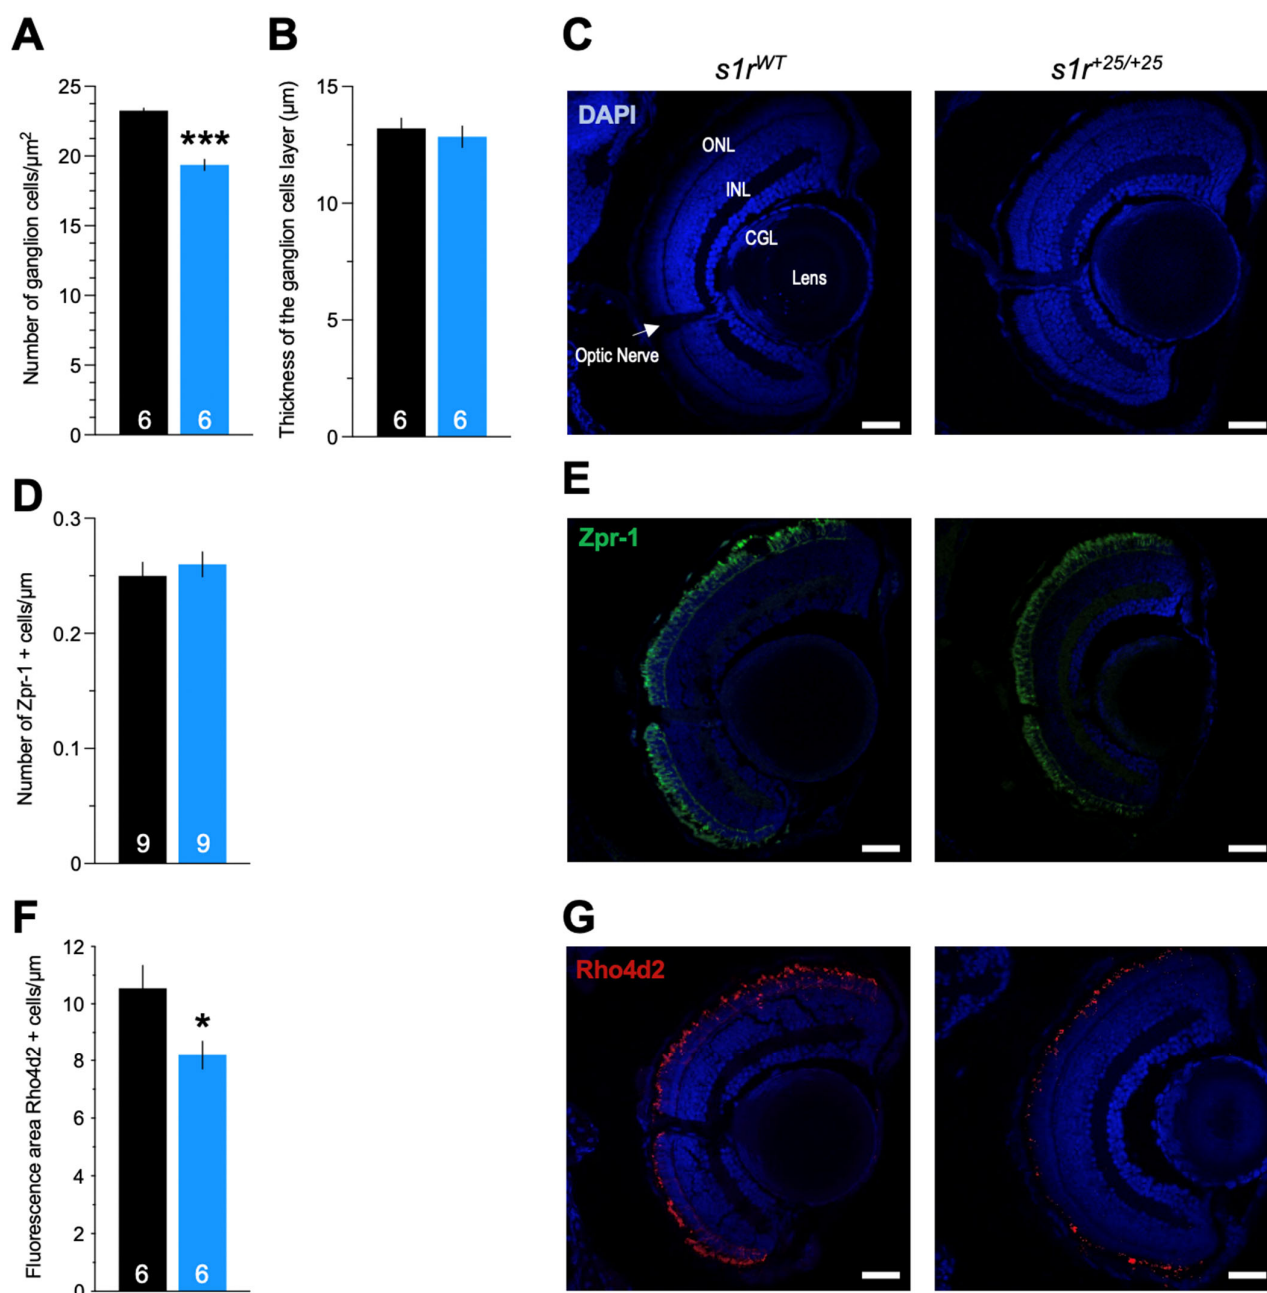 A
B
C
s1r^WT
s1r^+25/+25
Number of ganglion cells/µm²
25
20
15
10
5
0
***
6
6
Thickness of the ganglion cells layer (µm)
15
10
5
0
6
6
DAPI
ONL
INL
CGL
Lens
Optic Nerve
D
E
Number of Zpr-1 + cells/µm
0.3
0.2
0.1
0
9
9
Zpr-1
F
G
Fluorescence area Rho4d2 + cells/µm
12
10
8
6
4
2
0
*
6
6
Rho4d2